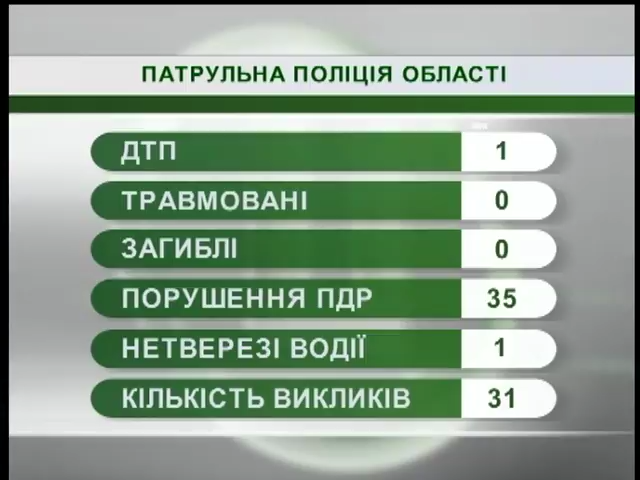 ПАТРУЛЬНА ПОЛІЦІЯ ОБЛАСТІ
ДТП 1
ТРАВМОВАНІ 0
ЗАГИБЛІ 0
ПОРУШЕННЯ ПДР 35
НЕТВЕРЕЗІ ВОДІЇ 1
КІЛЬКІСТЬ ВИКЛИКІВ 31